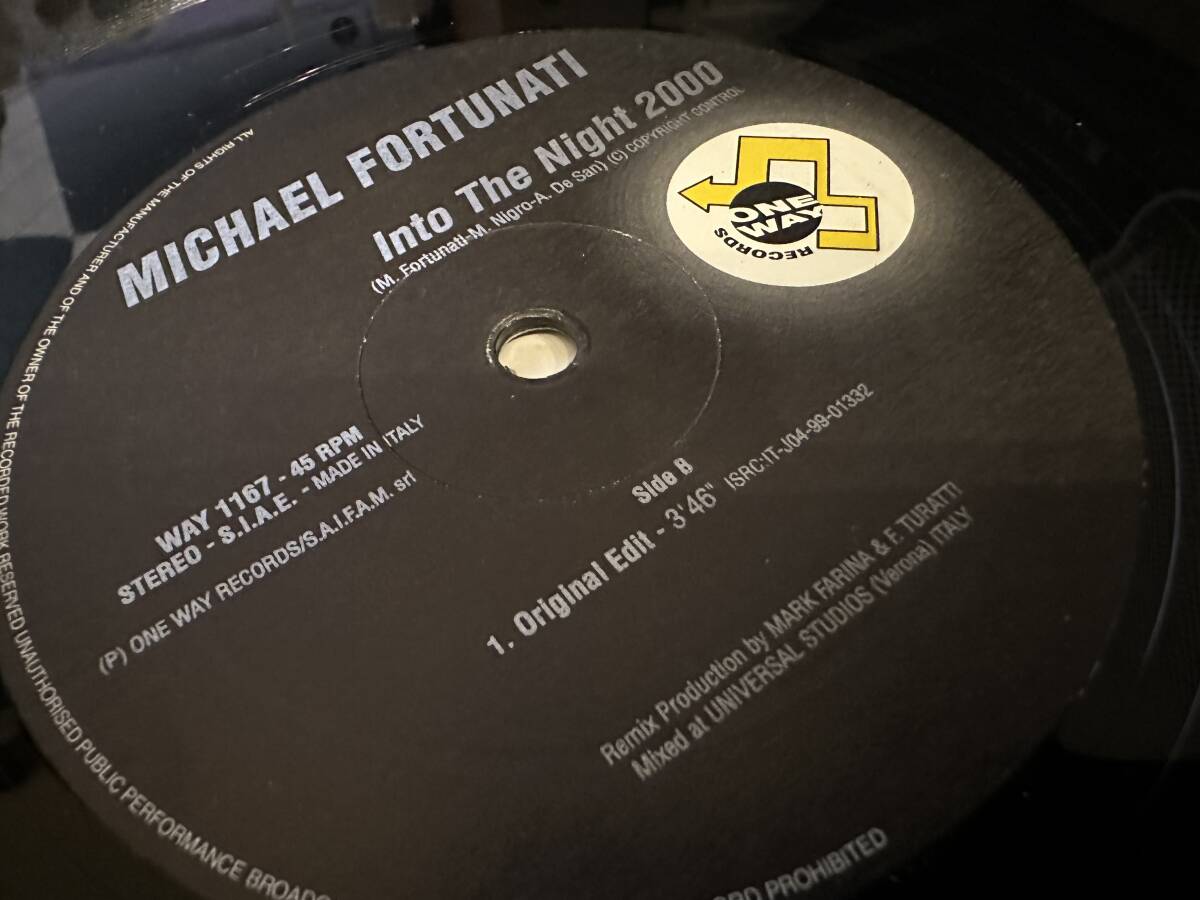 MICHAEL FORTUNATI
Into The Night 2000
(M. Fortunati-M. Nigro-A. De San) (C) COPYRIGHT CONTROL
ONE
WAY
RECORDS
WAY 1167 - 45 RPM
STEREO - S.I.A.E. - MADE IN ITALY
(P) ONE WAY RECORDS/S.A.I.F.A.M. srl
Side B
1. Original Edit - 3'46" ISRC:IT-J04-99-01332
Remix Production by MARK FARINA & F. TURATTI
Mixed at UNIVERSAL STUDIOS (Verona) ITALY
ALL RIGHTS OF THE MANUFACTURER AND OF THE OWNER OF THE RECORDED WORK RESERVED UNAUTHORISED PUBLIC PERFORMANCE
PROHIBITED